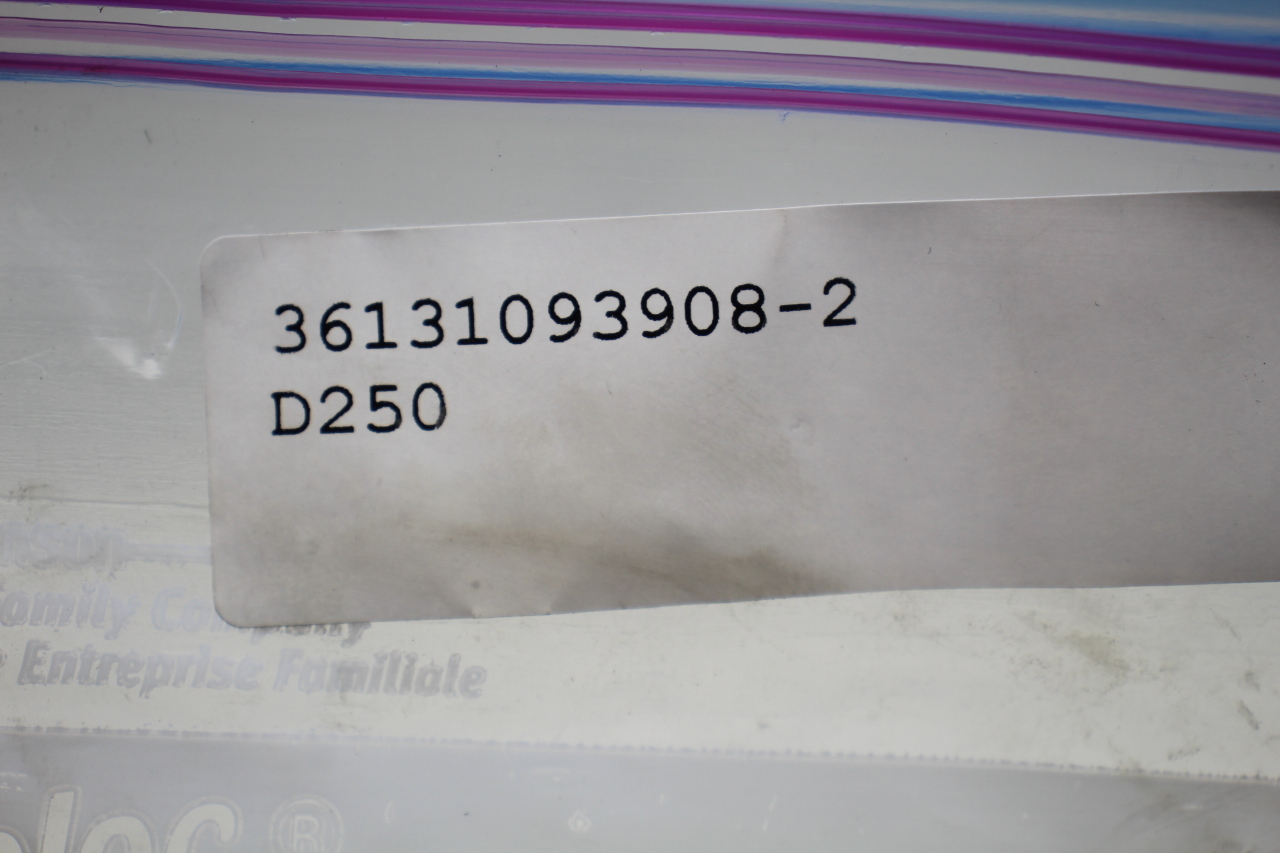 36131093908-2
D250
Family Company
Entreprise Familiale
®